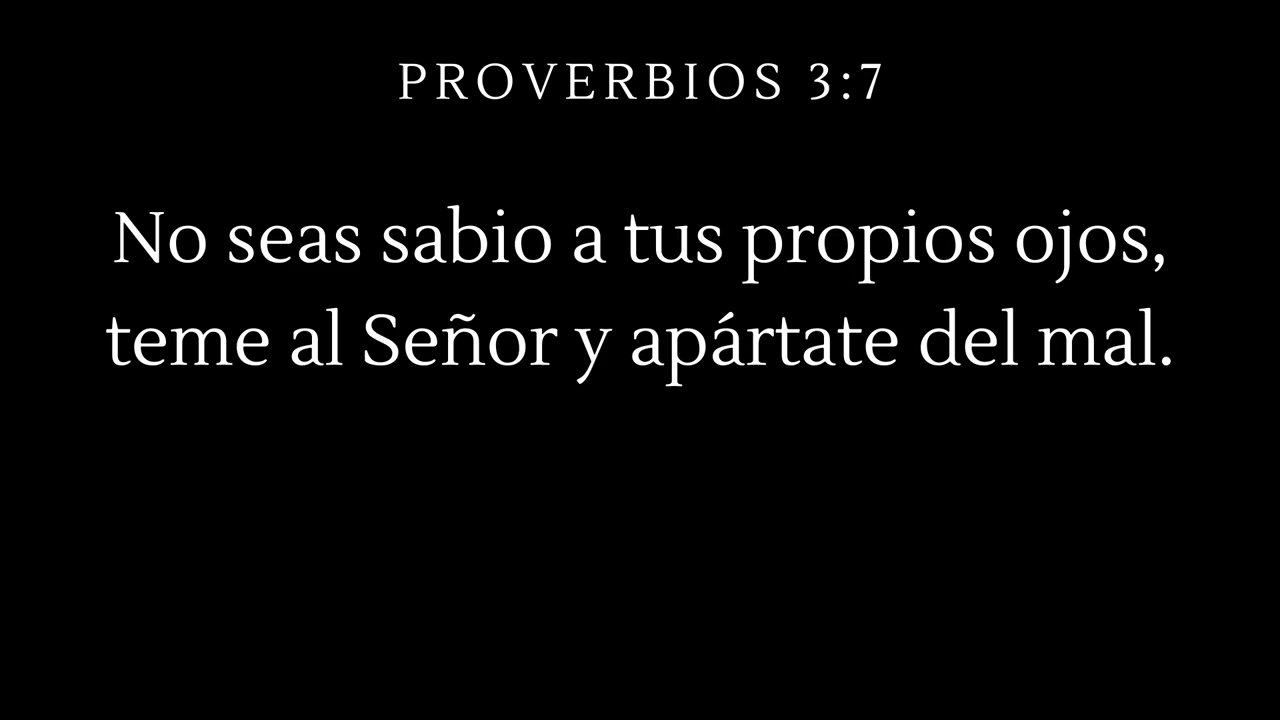 PROVERBIOS 3:7
No seas sabio a tus propios ojos,
teme al Señor y apártate del mal.